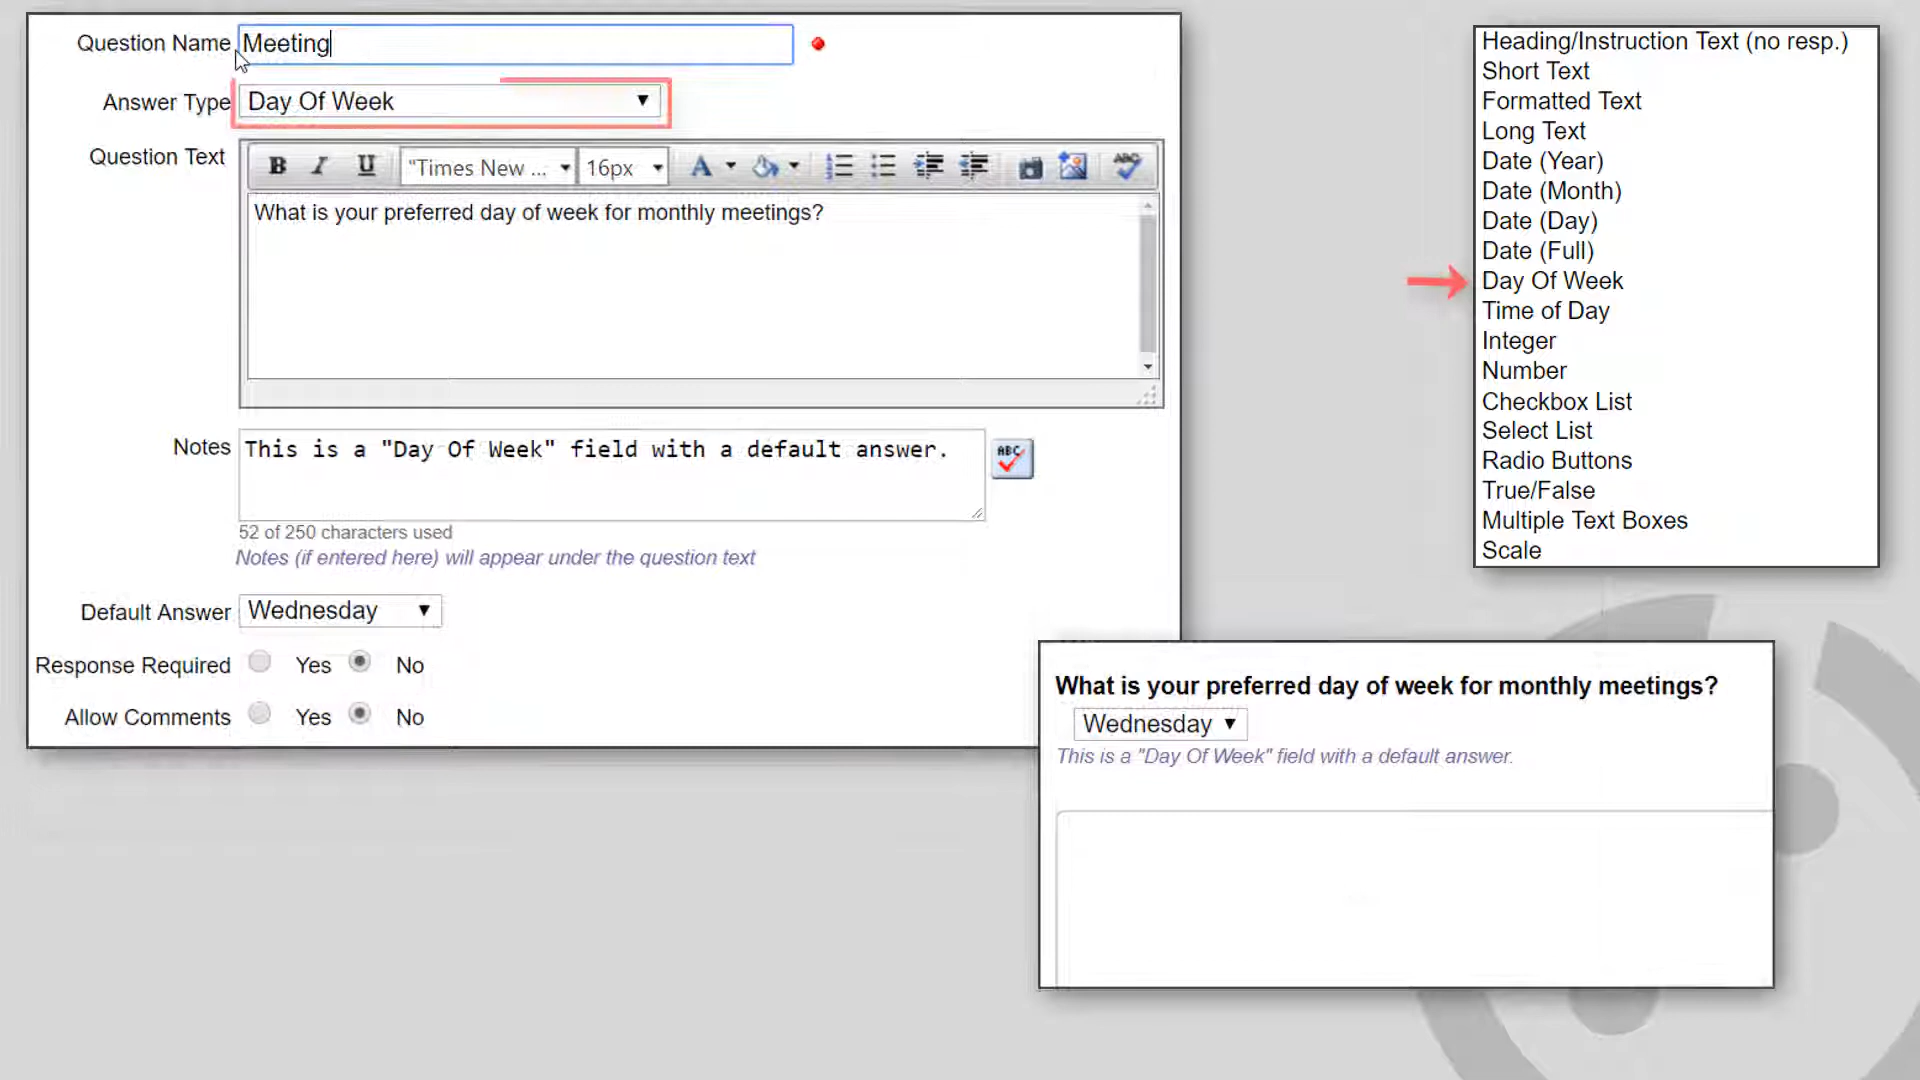 Question Name Meeting
Answer Type Day Of Week
Question Text
B I U "Times New ... 16px A ABC
What is your preferred day of week for monthly meetings?
Notes This is a "Day Of Week" field with a default answer.
ABC
52 of 250 characters used
Notes (if entered here) will appear under the question text
Default Answer Wednesday
Response Required Yes No
Allow Comments Yes No
Heading/Instruction Text (no resp.)
Short Text
Formatted Text
Long Text
Date (Year)
Date (Month)
Date (Day)
Date (Full)
Day Of Week
Time of Day
Integer
Number
Checkbox List
Select List
Radio Buttons
True/False
Multiple Text Boxes
Scale
What is your preferred day of week for monthly meetings?
Wednesday
This is a "Day Of Week" field with a default answer.